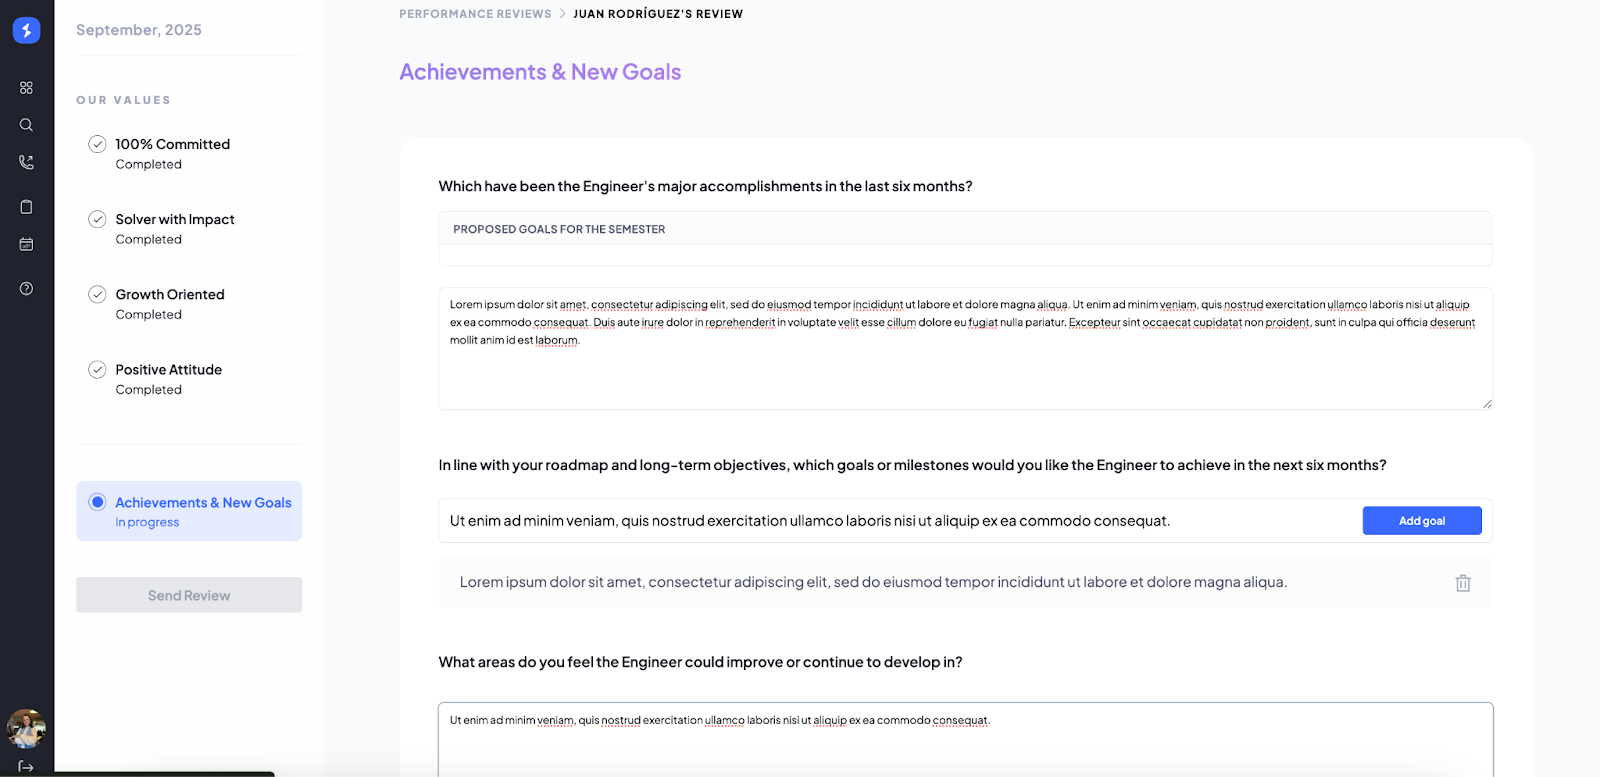 September, 2025
OUR VALUES
100% Committed
Completed
Solver with Impact
Completed
Growth Oriented
Completed
Positive Attitude
Completed
Achievements & New Goals
In progress
Send Review
PERFORMANCE REVIEWS > JUAN RODRÍGUEZ'S REVIEW
Achievements & New Goals
Which have been the Engineer's major accomplishments in the last six months?
PROPOSED GOALS FOR THE SEMESTER
Lorem ipsum dolor sit amet, consectetur adipiscing elit, sed do eiusmod tempor incididunt ut labore et dolore magna aliqua. Ut enim ad minim veniam, quis nostrud exercitation ullamco laboris nisi ut aliquip
ex ea commodo consequat. Duis aute irure dolor in reprehenderit in voluptate velit esse cillum dolore eu fugiat nulla pariatur. Excepteur sint occaecat cupidatat non proident, sunt in culpa qui officia deserunt
mollit anim id est laborum.
In line with your roadmap and long-term objectives, which goals or milestones would you like the Engineer to achieve in the next six months?
Ut enim ad minim veniam, quis nostrud exercitation ullamco laboris nisi ut aliquip ex ea commodo consequat.
Add goal
Lorem ipsum dolor sit amet, consectetur adipiscing elit, sed do eiusmod tempor incididunt ut labore et dolore magna aliqua.
What areas do you feel the Engineer could improve or continue to develop in?
Ut enim ad minim veniam, quis nostrud exercitation ullamco laboris nisi ut aliquip ex ea commodo consequat.